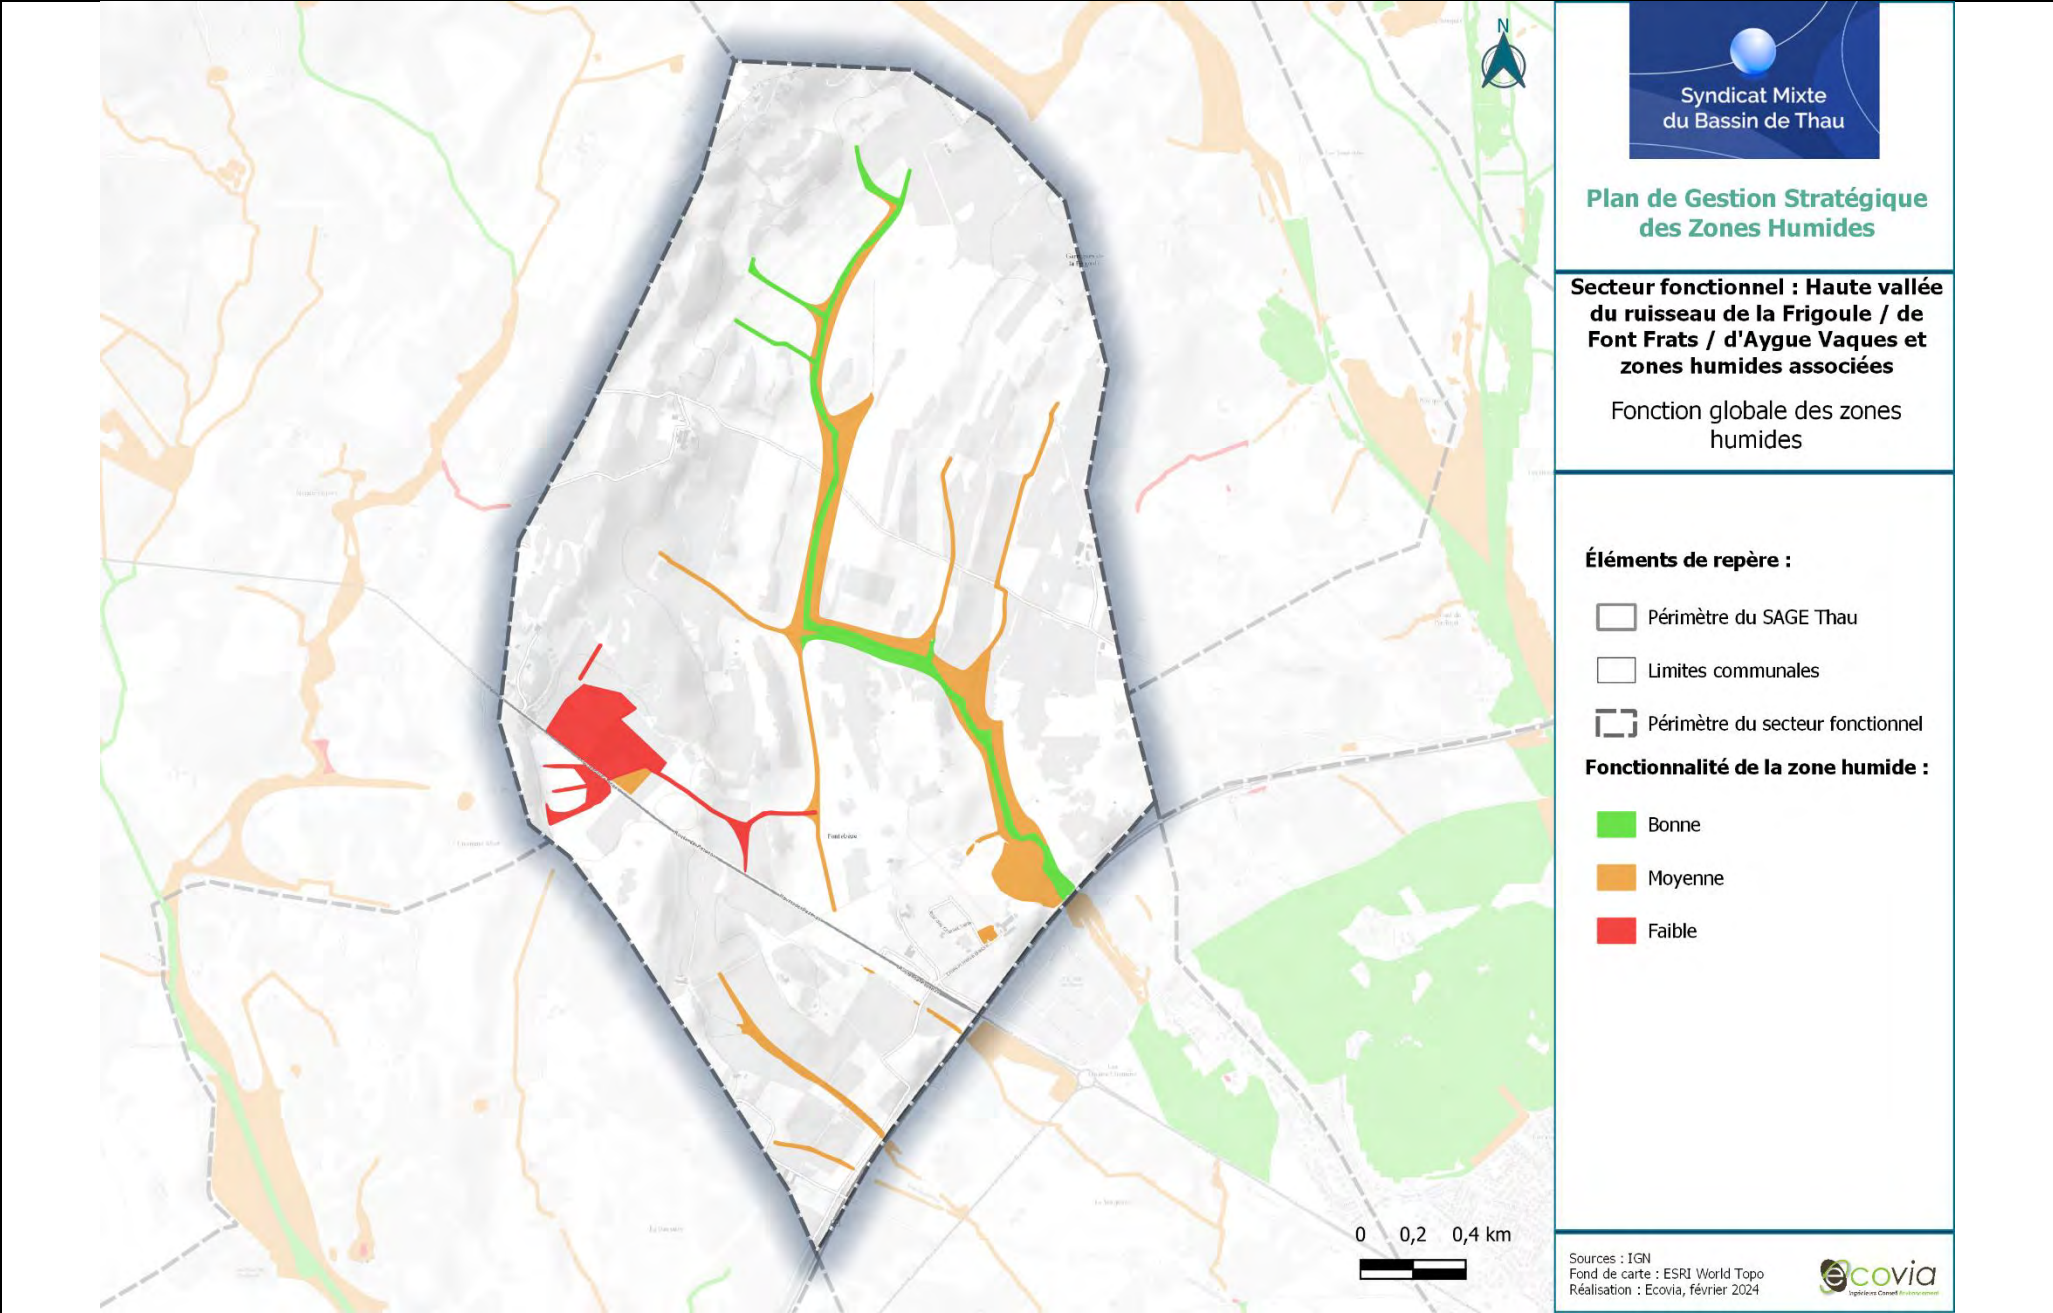 N
Syndicat Mixte
du Bassin de Thau
Plan de Gestion Stratégique
des Zones Humides
Secteur fonctionnel : Haute vallée
du ruisseau de la Frigoule / de
Font Frats / d'Aygue Vaques et
zones humides associées
Fonction globale des zones
humides
Éléments de repère :
Périmètre du SAGE Thau
Limites communales
Périmètre du secteur fonctionnel
Fonctionnalité de la zone humide :
Bonne
Moyenne
Faible
0 0,2 0,4 km
Sources : IGN
Fond de carte : ESRI World Topo
Réalisation : Ecovia, février 2024
ecovia
Ingénierie Conseil Environnement